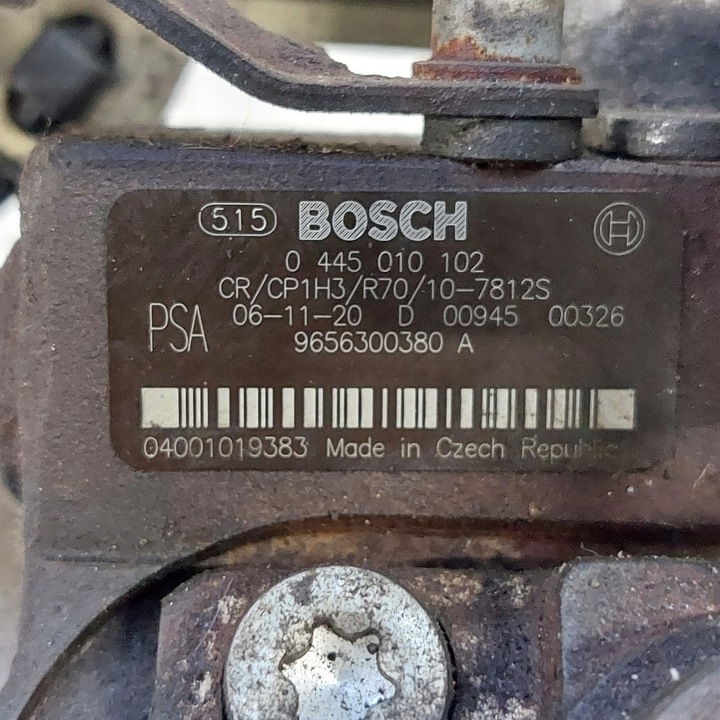 515 BOSCH
0 445 010 102
CR/CP1H3/R70/10-7812S
PSA 06-11-20 D 00945 00326
9656300380 A
04001019383 Made in Czech Republic